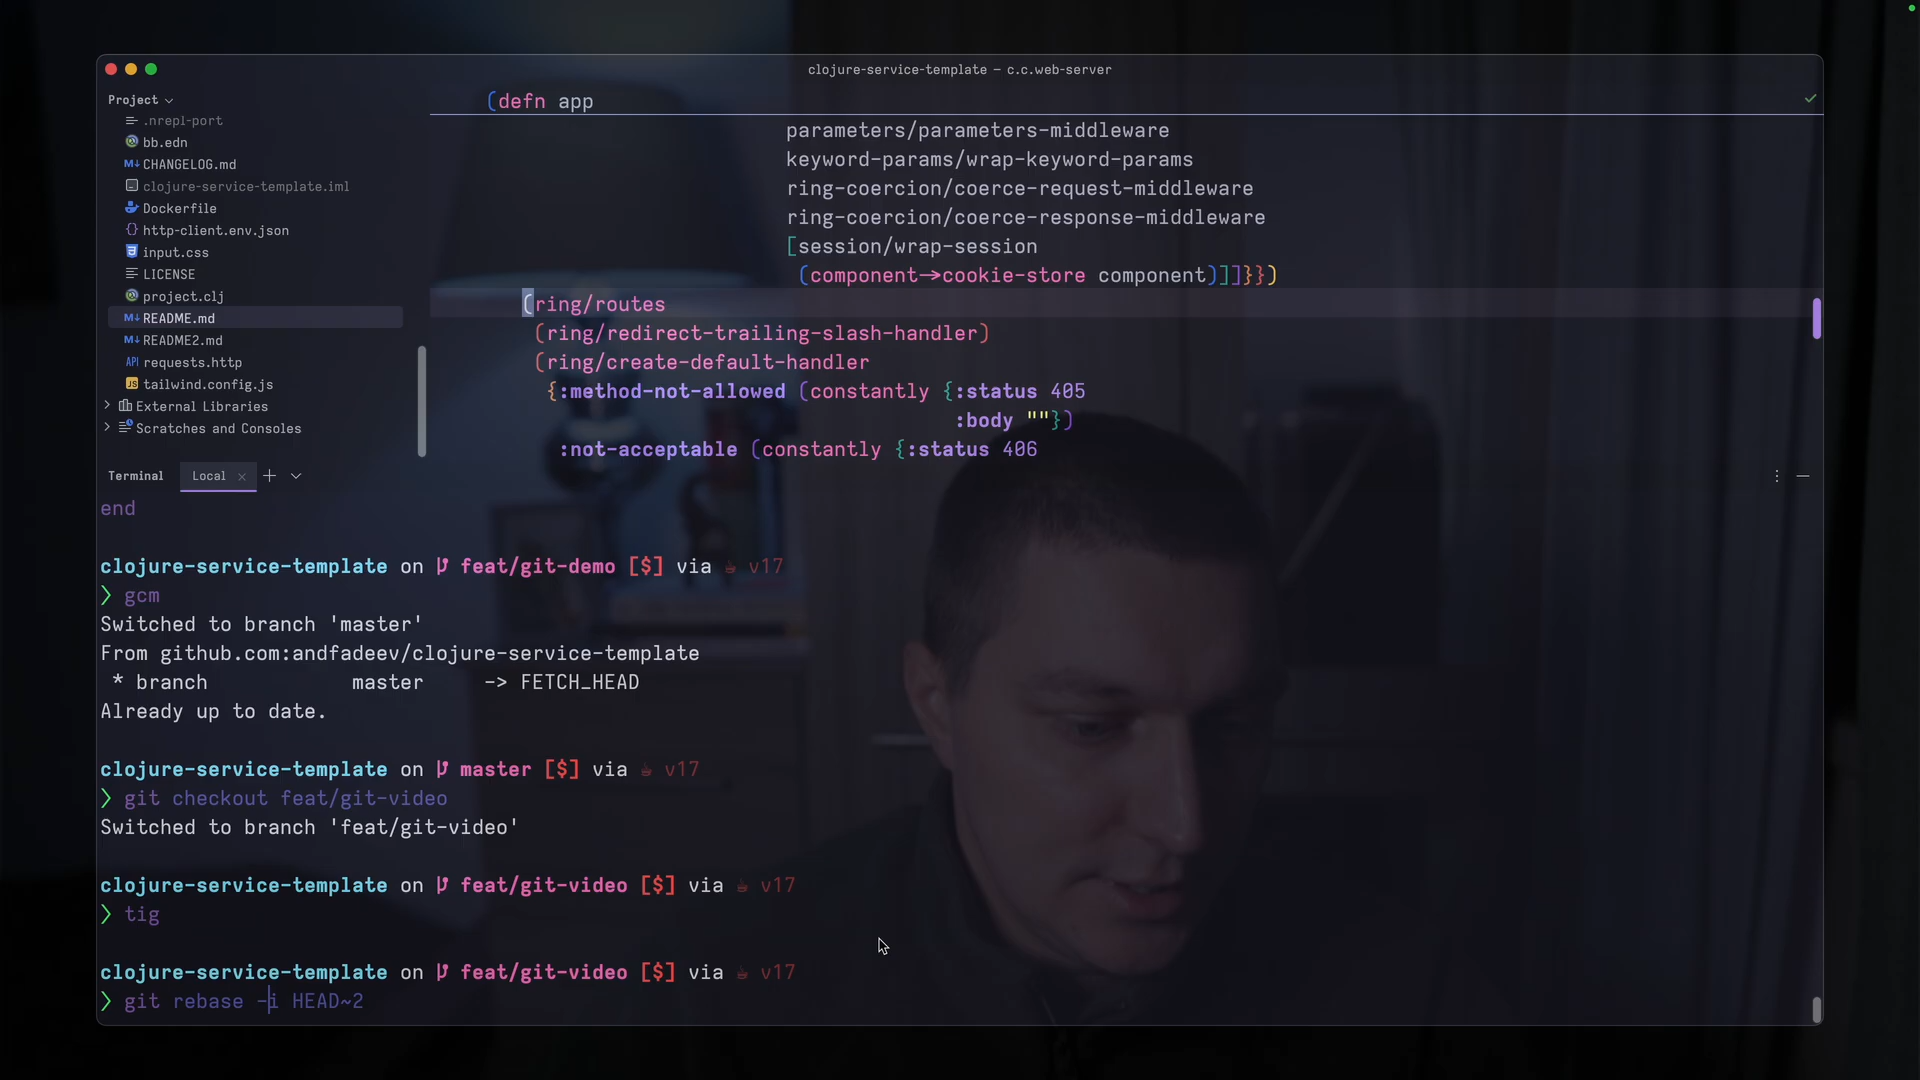 clojure-service-template – c.c.web-server
Project
.nrepl-port
bb.edn
CHANGELOG.md
clojure-service-template.iml
Dockerfile
http-client.env.json
input.css
LICENSE
project.clj
README.md
README2.md
requests.http
tailwind.config.js
External Libraries
Scratches and Consoles
(defn app
parameters/parameters-middleware
keyword-params/wrap-keyword-params
ring-coercion/coerce-request-middleware
ring-coercion/coerce-response-middleware
[session/wrap-session
(component->cookie-store component)]]]}})
(ring/routes
(ring/redirect-trailing-slash-handler)
(ring/create-default-handler
{:method-not-allowed (constantly {:status 405
:body ""})
:not-acceptable (constantly {:status 406
Terminal Local
end
clojure-service-template on feat/git-demo [$] via v17
❯ gcm
Switched to branch 'master'
From github.com:andfadeev/clojure-service-template
* branch master -> FETCH_HEAD
Already up to date.
clojure-service-template on master [$] via v17
❯ git checkout feat/git-video
Switched to branch 'feat/git-video'
clojure-service-template on feat/git-video [$] via v17
❯ tig
clojure-service-template on feat/git-video [$] via v17
❯ git rebase -i HEAD~2